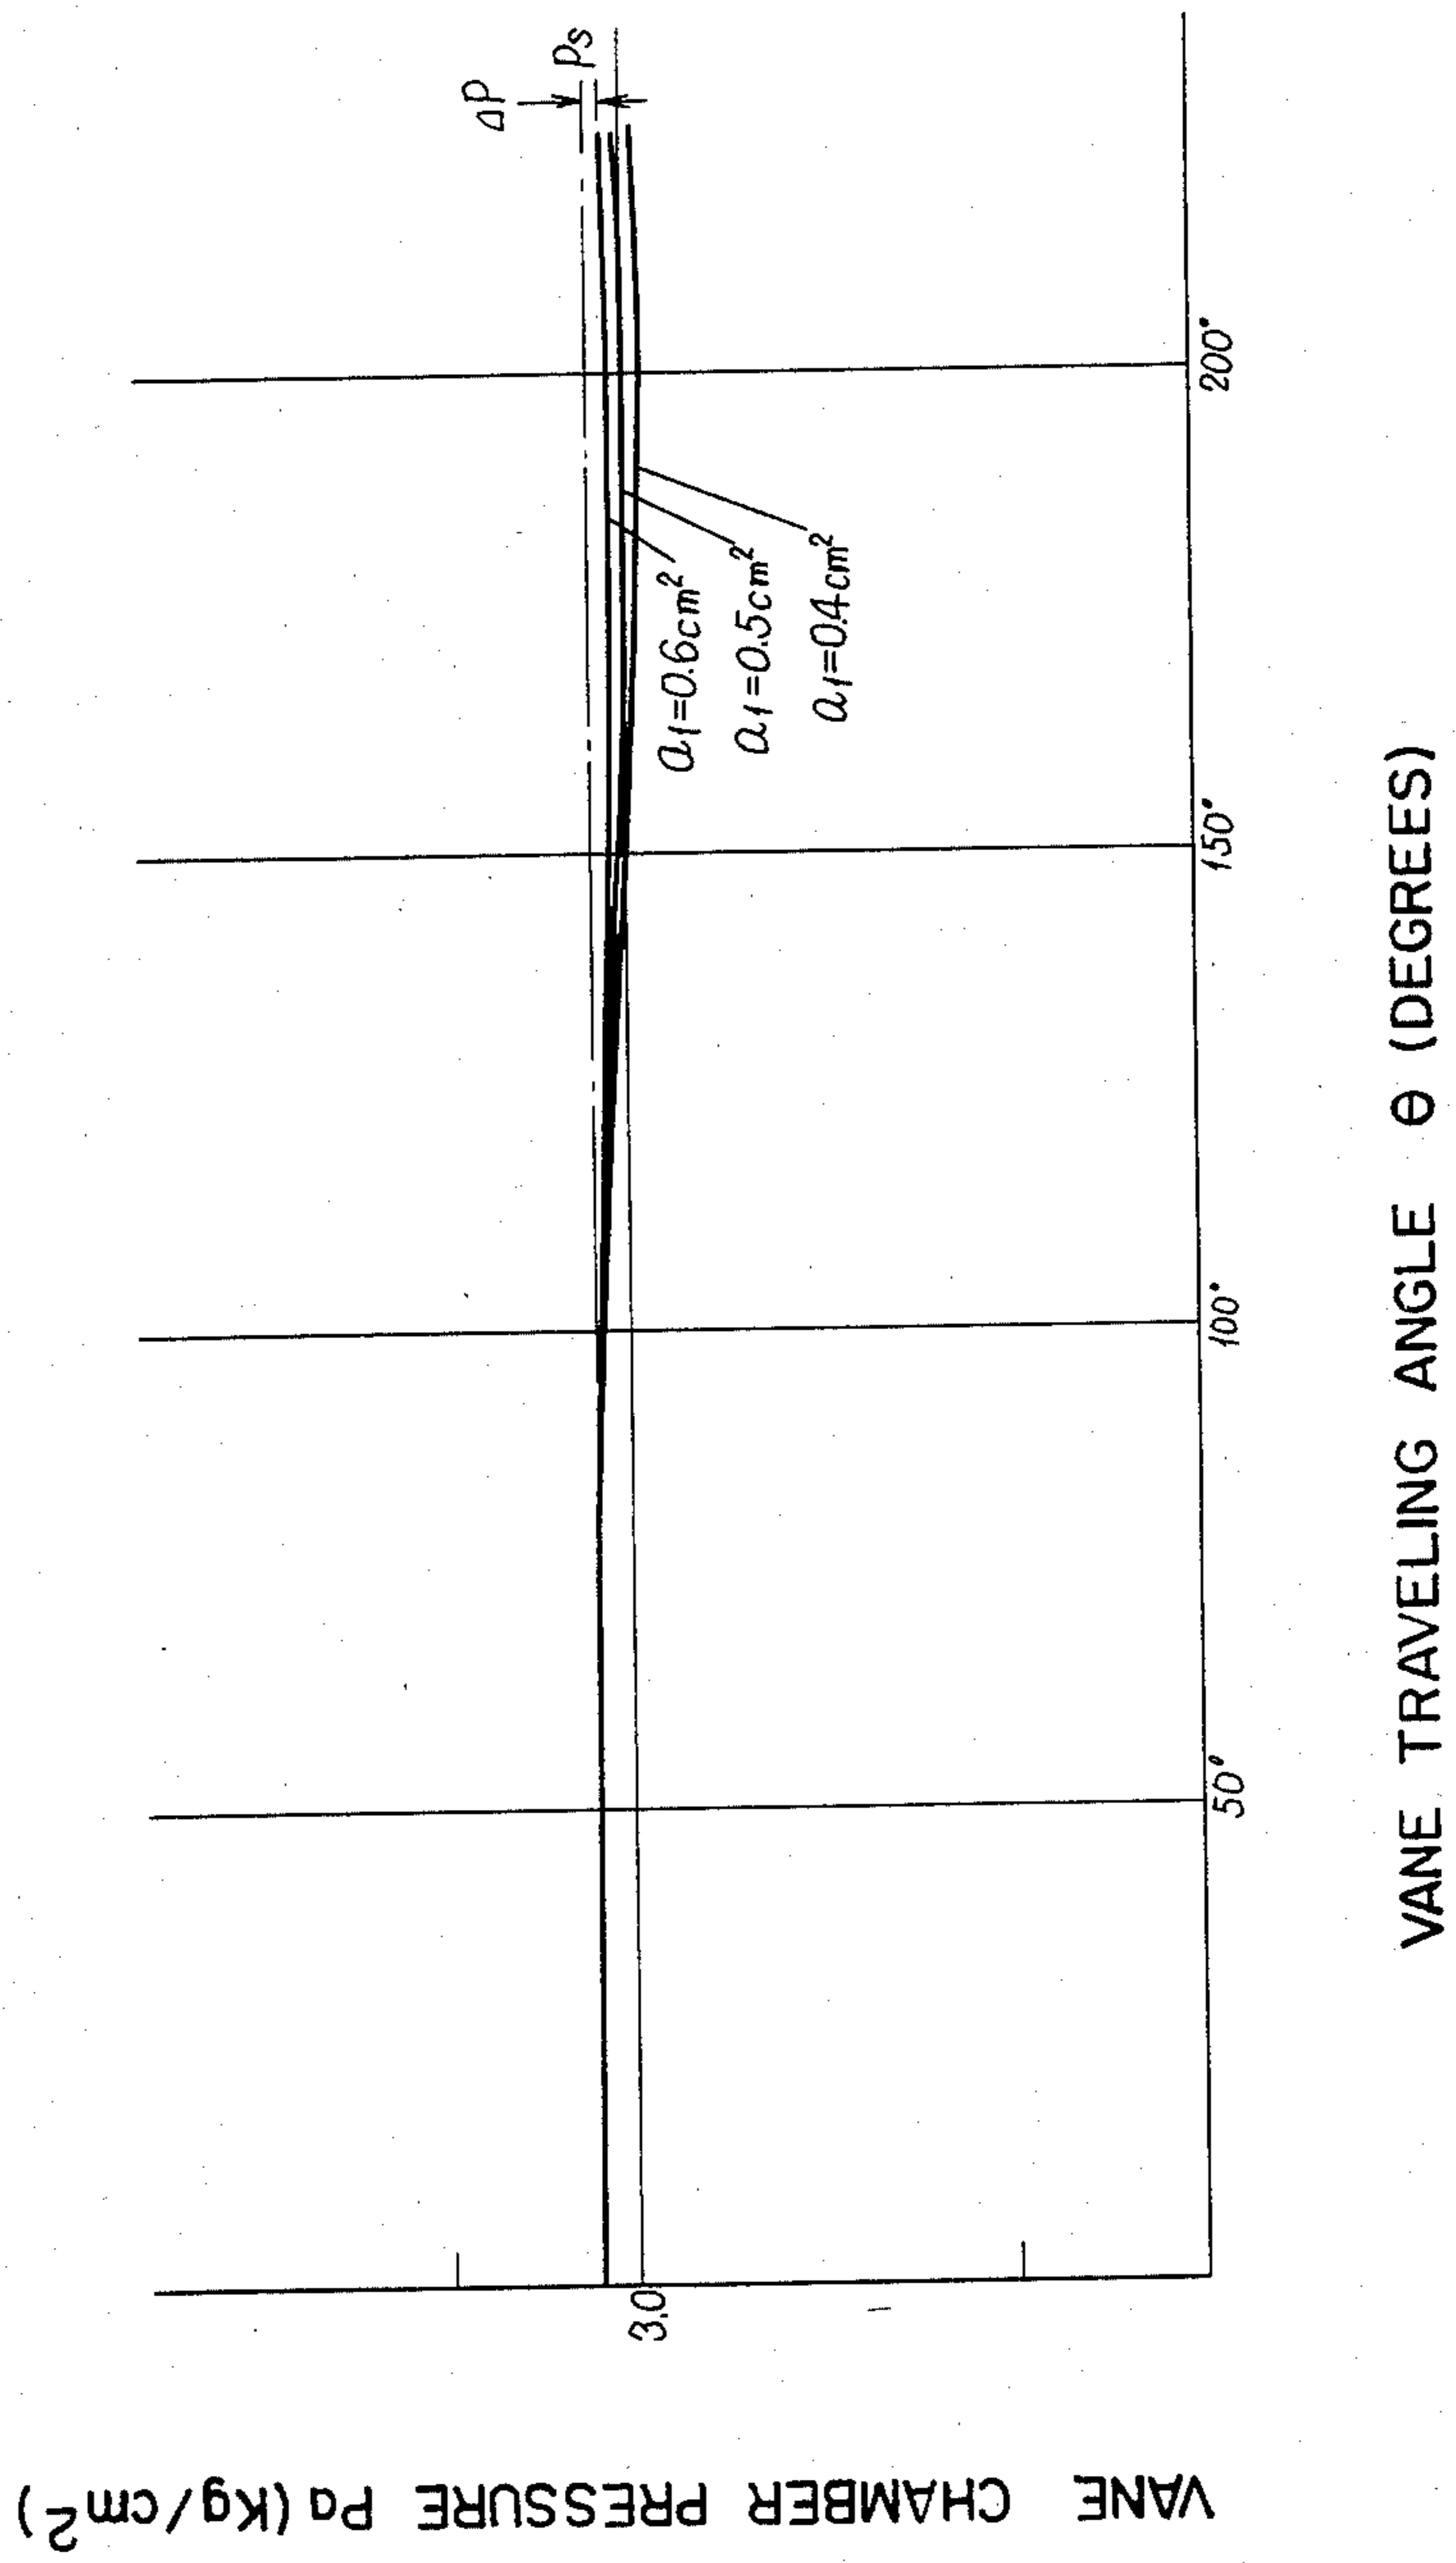 VANE CHAMBER PRESSURE Pa (Kg/cm²)
3.0
ΔP
Ps
a₁=0.6cm²
a₁=0.5cm²
a₁=0.4cm²
50°
100°
150°
200°
VANE TRAVELING ANGLE θ (DEGREES)